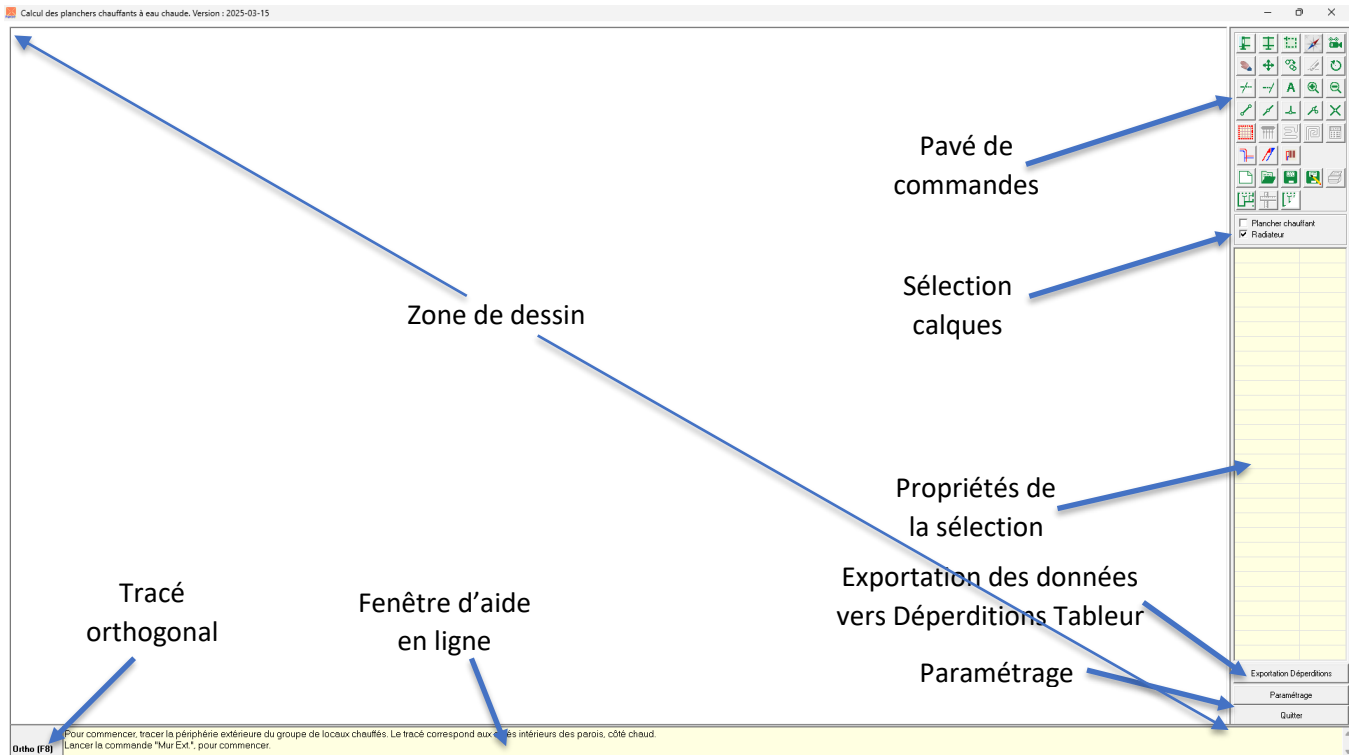 Calcul des planchers chauffants à eau chaude. Version : 2025-03-15
Pavé de
commandes
A
Plancher chauffant
Radiateur
Sélection
calques
Zone de dessin
Propriétés de
la sélection
Exportation des données
vers Déperditions Tableur
Tracé
orthogonal
Fenêtre d’aide
en ligne
Paramétrage
Exportation Déperditions
Paramétrage
Quitter
Ortho (F8)
Pour commencer, tracer la périphérie extérieure du groupe de locaux chauffés. Le tracé correspond aux côtés intérieurs des parois, côté chaud.
Lancer la commande "Mur Ext.", pour commencer.